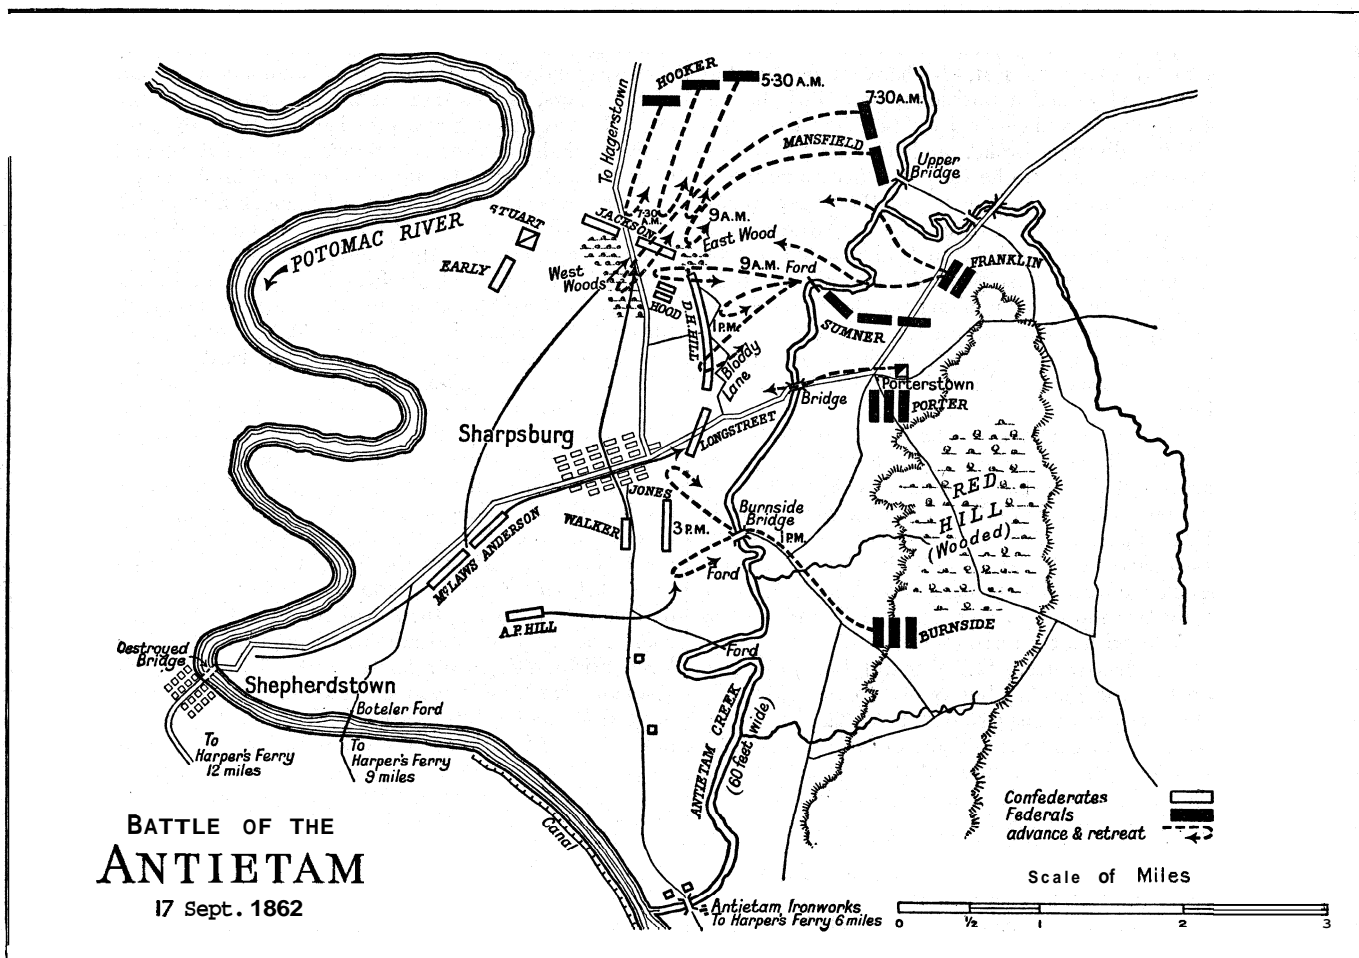 HOOKER
5·30 A.M.
To Hagerstown
7·30 A.M.
MANSFIELD
Upper
Bridge
STUART
JACKSON
7·30
A.M.
9 A.M.
East Wood
POTOMAC RIVER
EARLY
West
Woods
9 A.M.
Ford
FRANKLIN
HOOD
D.H. HILL
1 P.M.
SUMNER
Bloody
Lane
Porterstown
Bridge
PORTER
Sharpsburg
LONGSTREET
RED
HILL
(Wooded)
JONES
WALKER
3 P.M.
Burnside
Bridge
1 P.M.
McLAWS ANDERSON
Ford
A.P. HILL
BURNSIDE
Destroyed
Bridge
Ford
Shepherdstown
Boteler Ford
To
Harper's Ferry
12 miles
To
Harper's Ferry
9 miles
ANTIETAM CREEK
(60 feet wide)
Canal
BATTLE OF THE
ANTIETAM
17 Sept. 1862
Confederates
Federals
advance & retreat
Scale of Miles
0 ½ 1 2 3
Antietam Ironworks
To Harper's Ferry 6 miles